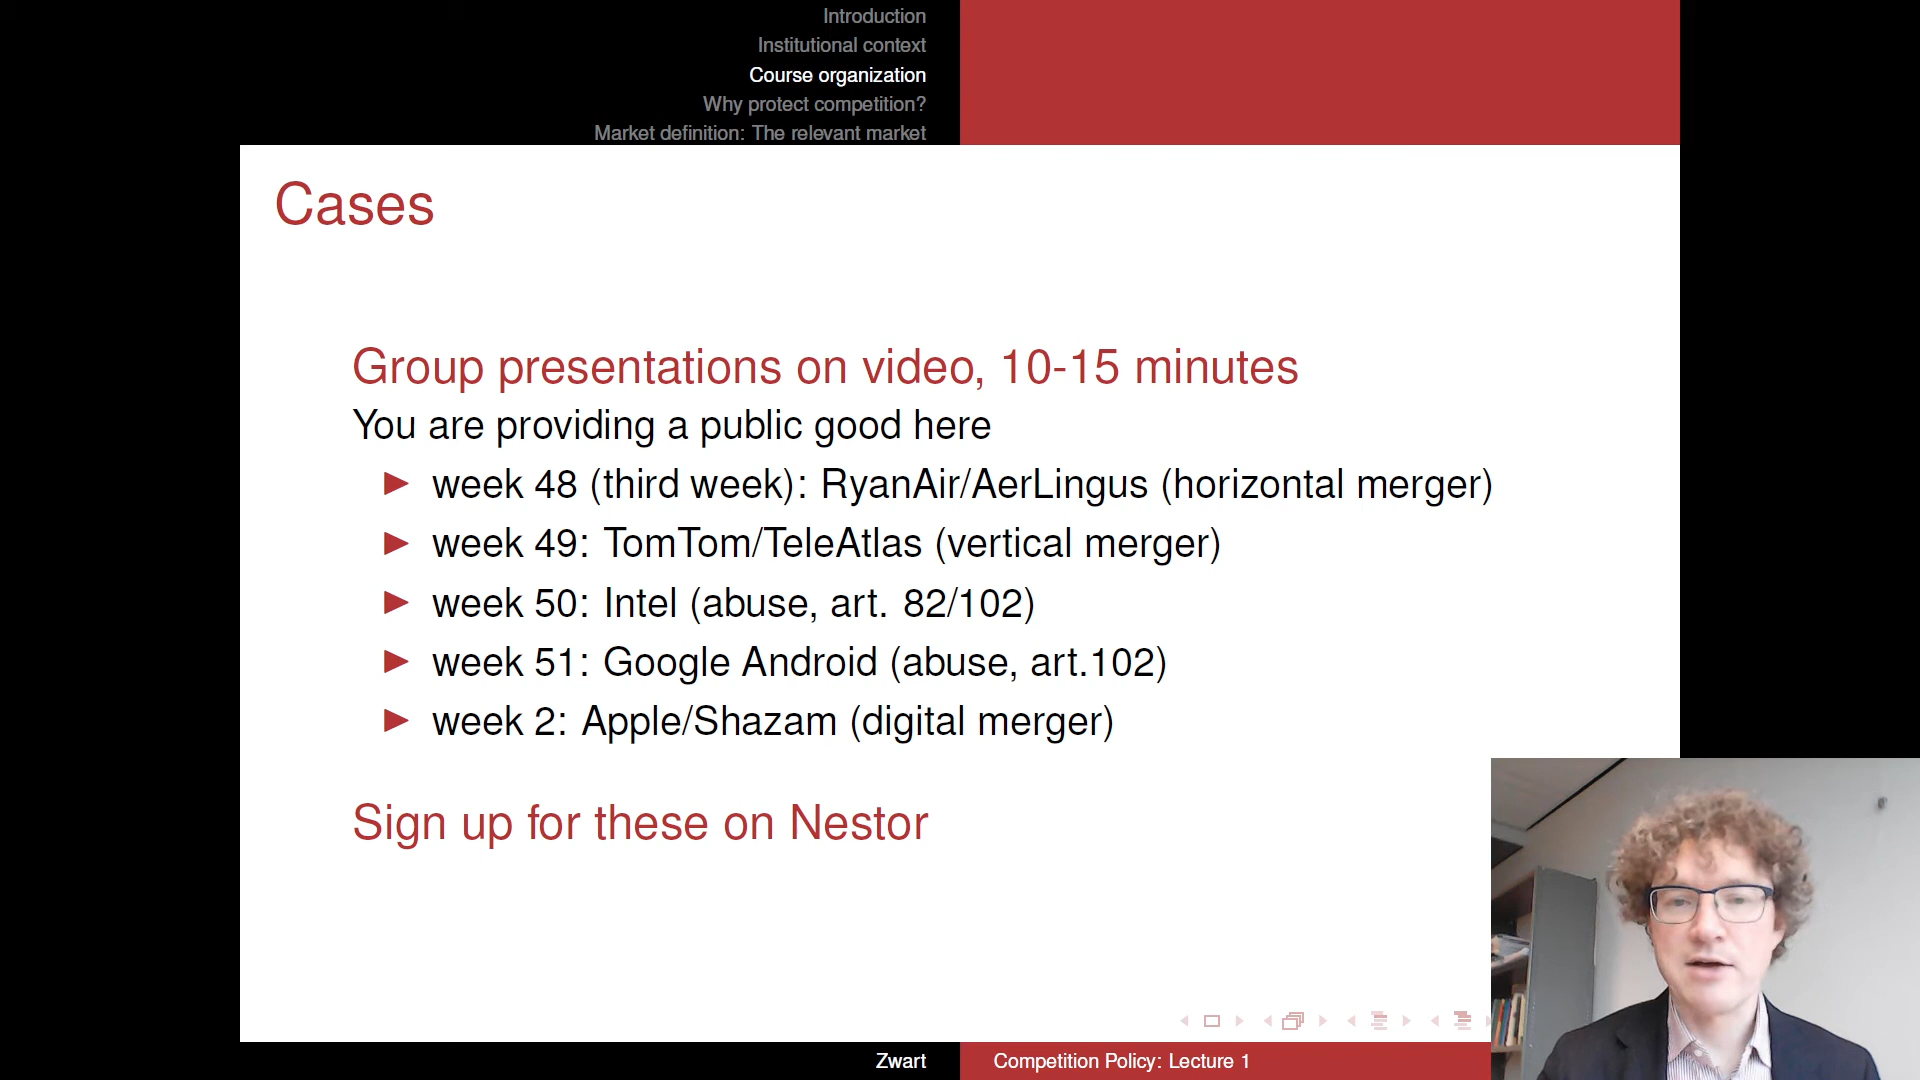 Introduction
Institutional context
Course organization
Why protect competition?
Market definition: The relevant market
Cases
Group presentations on video, 10-15 minutes
You are providing a public good here
week 48 (third week): RyanAir/AerLingus (horizontal merger)
week 49: TomTom/TeleAtlas (vertical merger)
week 50: Intel (abuse, art. 82/102)
week 51: Google Android (abuse, art.102)
week 2: Apple/Shazam (digital merger)
Sign up for these on Nestor
Zwart
Competition Policy: Lecture 1